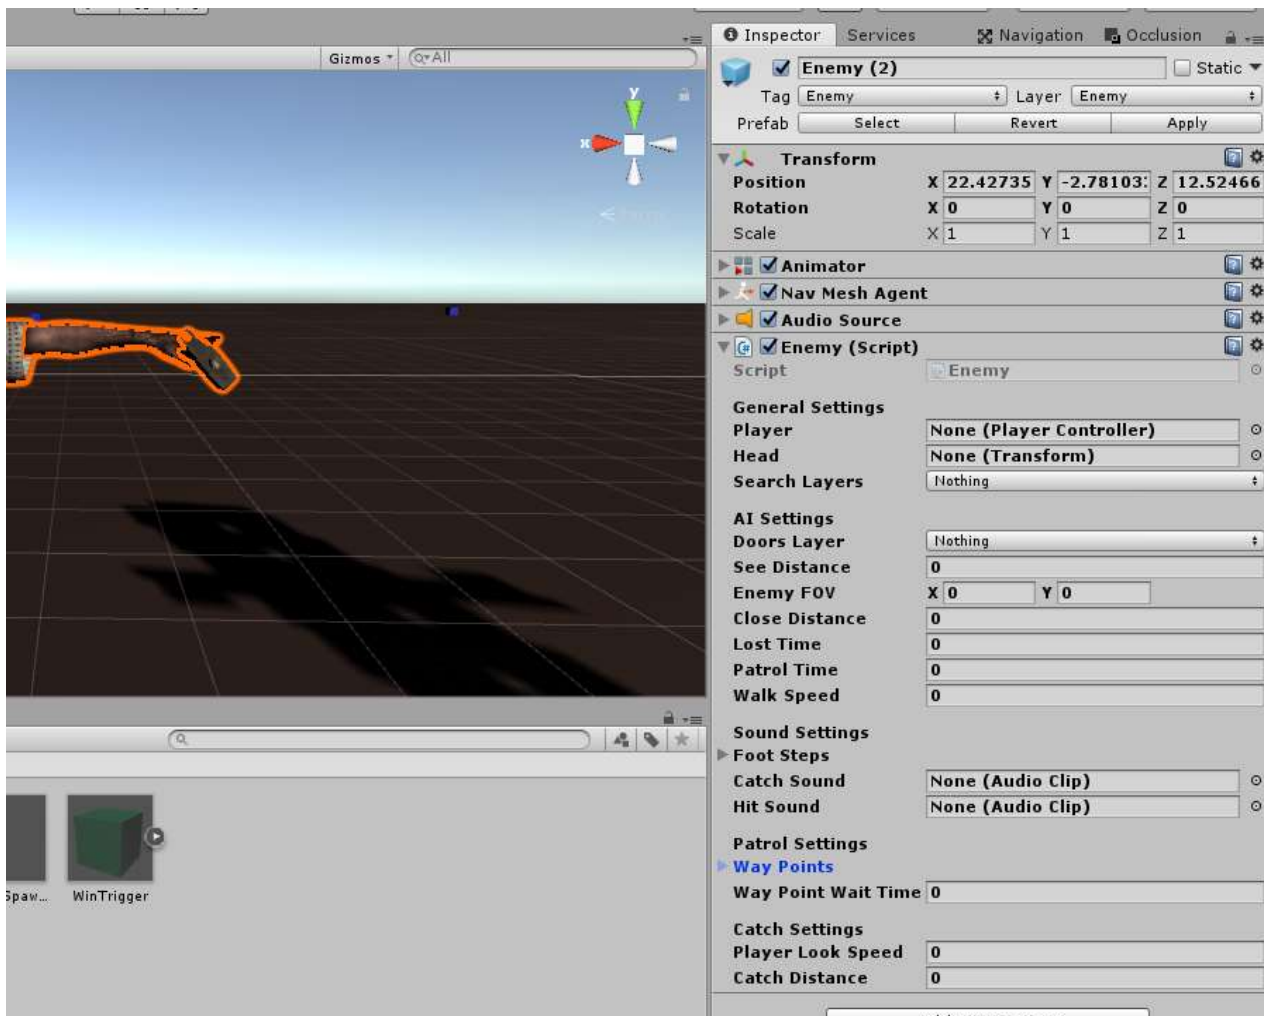 Gizmos
All
y
x
Spaw...
WinTrigger
Inspector Services Navigation Occlusion
Enemy (2) Static
Tag Enemy Layer Enemy
Prefab Select Revert Apply
Transform
Position X 22.42735 Y -2.78103 Z 12.52466
Rotation X 0 Y 0 Z 0
Scale X 1 Y 1 Z 1
Animator
Nav Mesh Agent
Audio Source
Enemy (Script)
Script Enemy
General Settings
Player None (Player Controller)
Head None (Transform)
Search Layers Nothing
AI Settings
Doors Layer Nothing
See Distance 0
Enemy FOV X 0 Y 0
Close Distance 0
Lost Time 0
Patrol Time 0
Walk Speed 0
Sound Settings
Foot Steps
Catch Sound None (Audio Clip)
Hit Sound None (Audio Clip)
Patrol Settings
Way Points
Way Point Wait Time 0
Catch Settings
Player Look Speed 0
Catch Distance 0